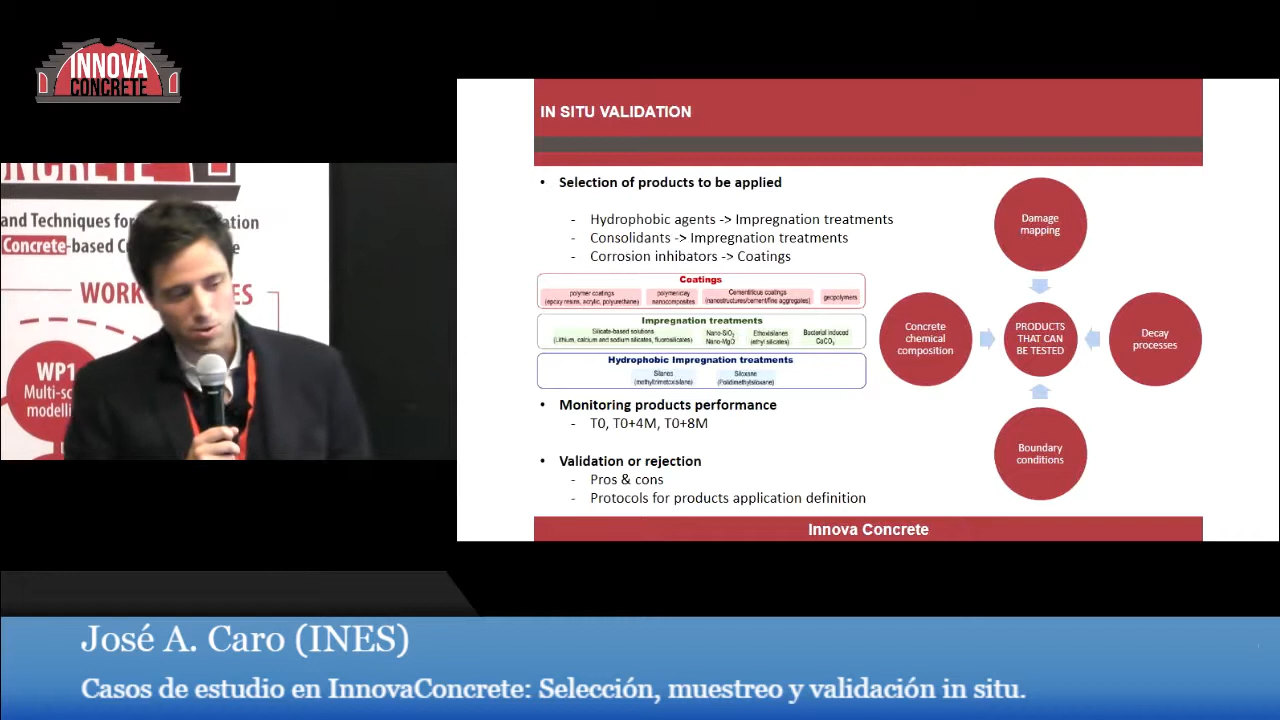 INNOVA
CONCRETE
and Techniques for
ation
Concrete-based C
WORK
ES
WP1
Multi-sc
modelli
IN SITU VALIDATION
• Selection of products to be applied
- Hydrophobic agents -> Impregnation treatments
- Consolidants -> Impregnation treatments
- Corrosion inhibators -> Coatings
Coatings
polymer coatings
(epoxy resins, acrylic, polyurethane)
polymer/clay
nanocomposites
Cementitious coatings
(nanostructures/cement/fine aggregates)
geopolymers
Impregnation treatments
Silicate-based solutions
(Lithium, calcium and sodium silicates, fluorosilicates)
Nano-SiO2
Nano-MgO
Ethoxisilanes
(ethyl silicates)
Bacterial induced
CaCO3
Hydrophobic Impregnation treatments
Silanes
(methyltrimetoxisilane)
Siloxane
(Polidimethylsiloxane)
• Monitoring products performance
- T0, T0+4M, T0+8M
• Validation or rejection
- Pros & cons
- Protocols for products application definition
Damage
mapping
Concrete
chemical
composition
PRODUCTS
THAT CAN
BE TESTED
Decay
processes
Boundary
conditions
Innova Concrete
José A. Caro (INES)
Casos de estudio en InnovaConcrete: Selección, muestreo y validación in situ.